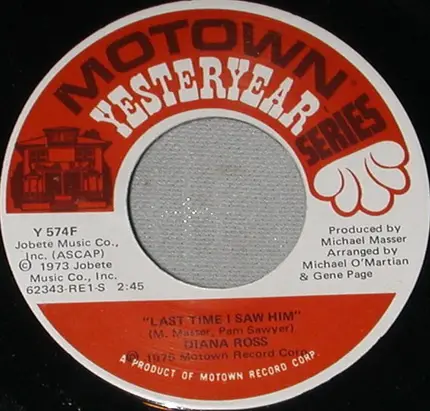 MOTOWN
YESTERYEAR
SERIES
Y 574F
Jobete Music Co.,
Inc. (ASCAP)
Ⓟ 1973 Jobete
Music Co., Inc.
62343-RE1-S 2:45
Produced by
Michael Masser
Arranged by
Michael O'Martian
& Gene Page
"LAST TIME I SAW HIM"
(M. Masser, Pam Sawyer)
DIANA ROSS
© 1975 Motown Record Corp.
A PRODUCT OF MOTOWN RECORD CORP.